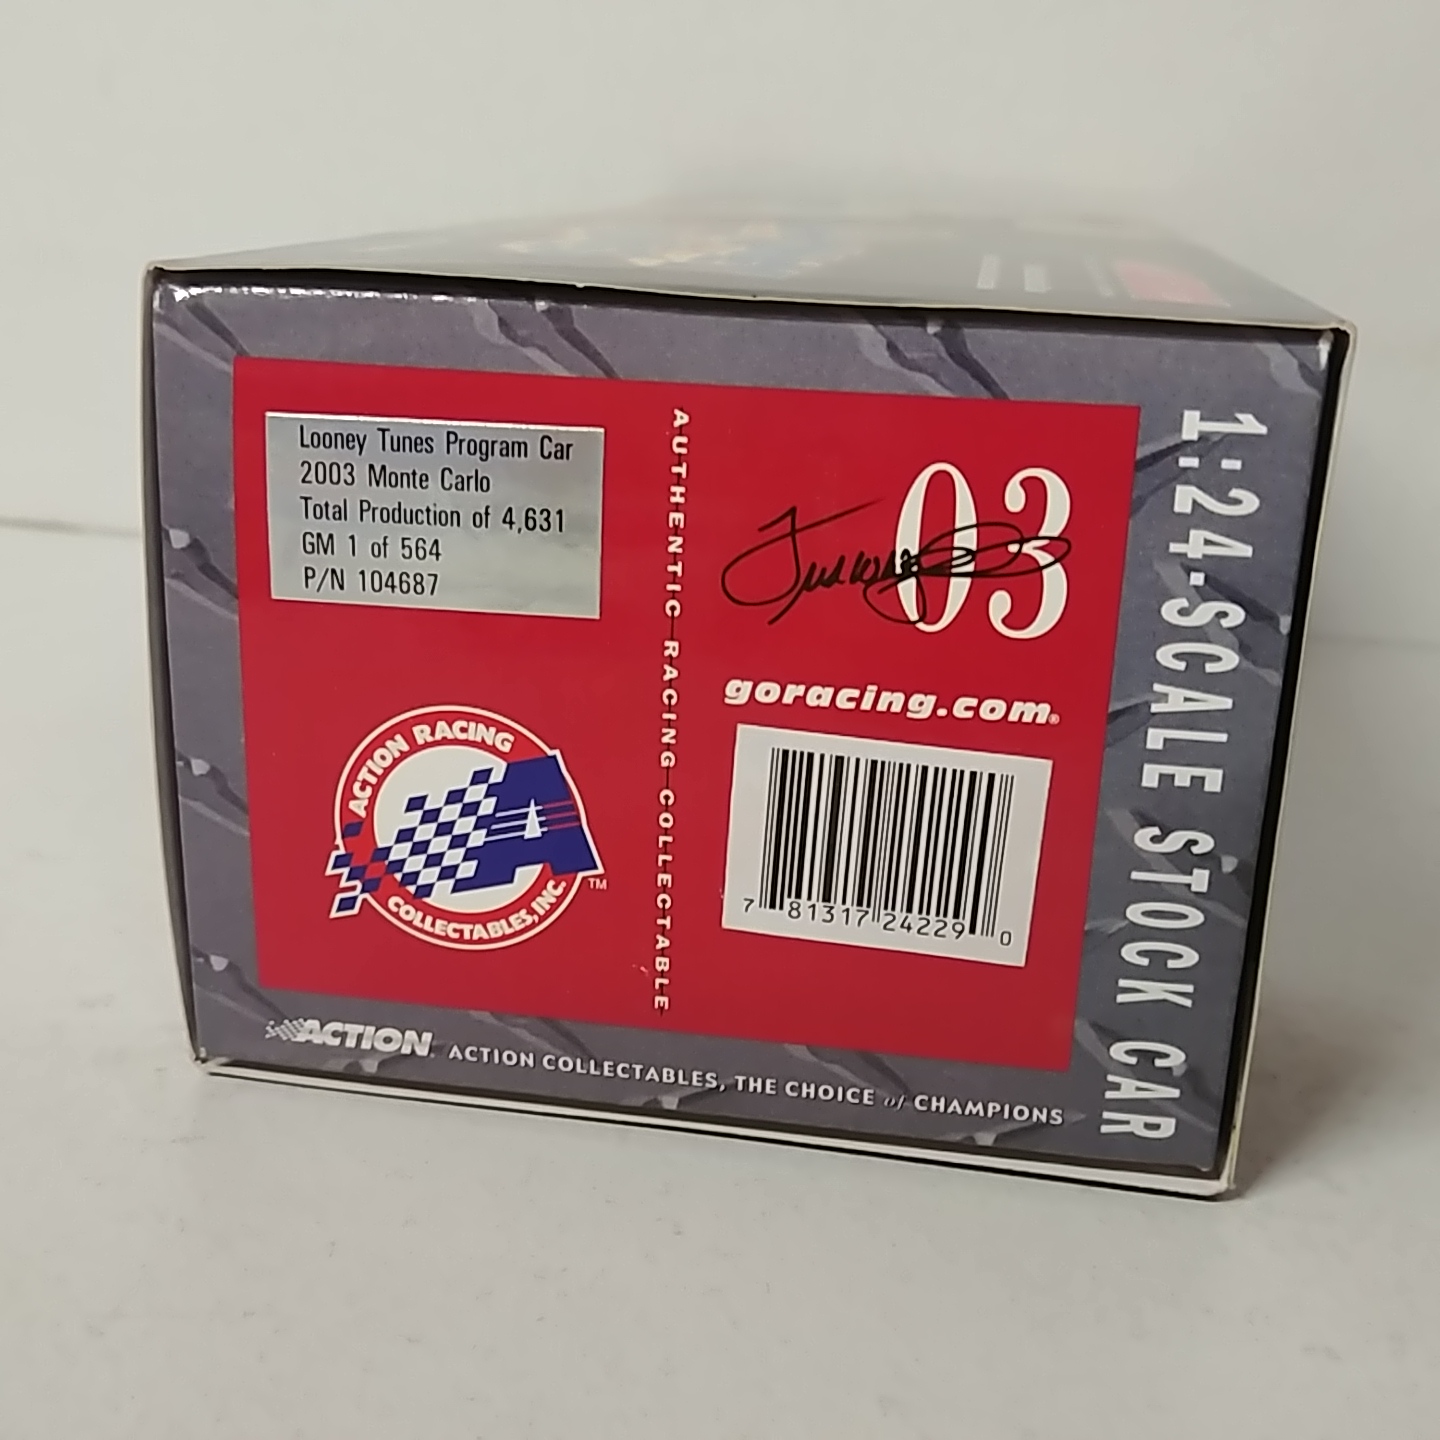 Looney Tunes Program Car
2003 Monte Carlo
Total Production of 4,631
GM 1 of 564
P/N 104687
AUTHENTIC RACING COLLECTABLE
03
goracing.com®
7 81317 24229 0
ACTION RACING
COLLECTABLES, INC.
TM
1:24-SCALE STOCK CAR
ACTION® ACTION COLLECTABLES, THE CHOICE of CHAMPIONS